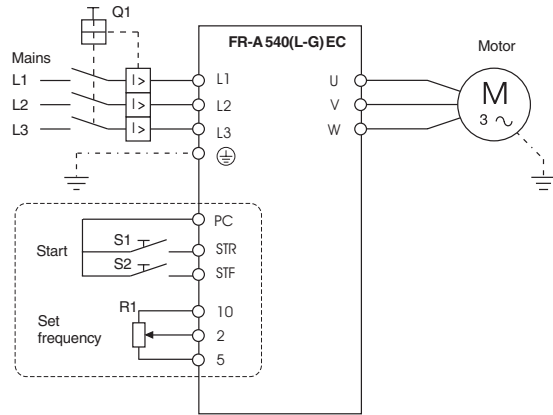 Q1
FR-A 540(L-G) EC
Mains
Motor
L1
I>
L1
U
L2
I>
L2
V
M
L3
I>
L3
W
3 ~
PC
Start
S1
STR
S2
STF
R1
10
Set
frequency
2
5